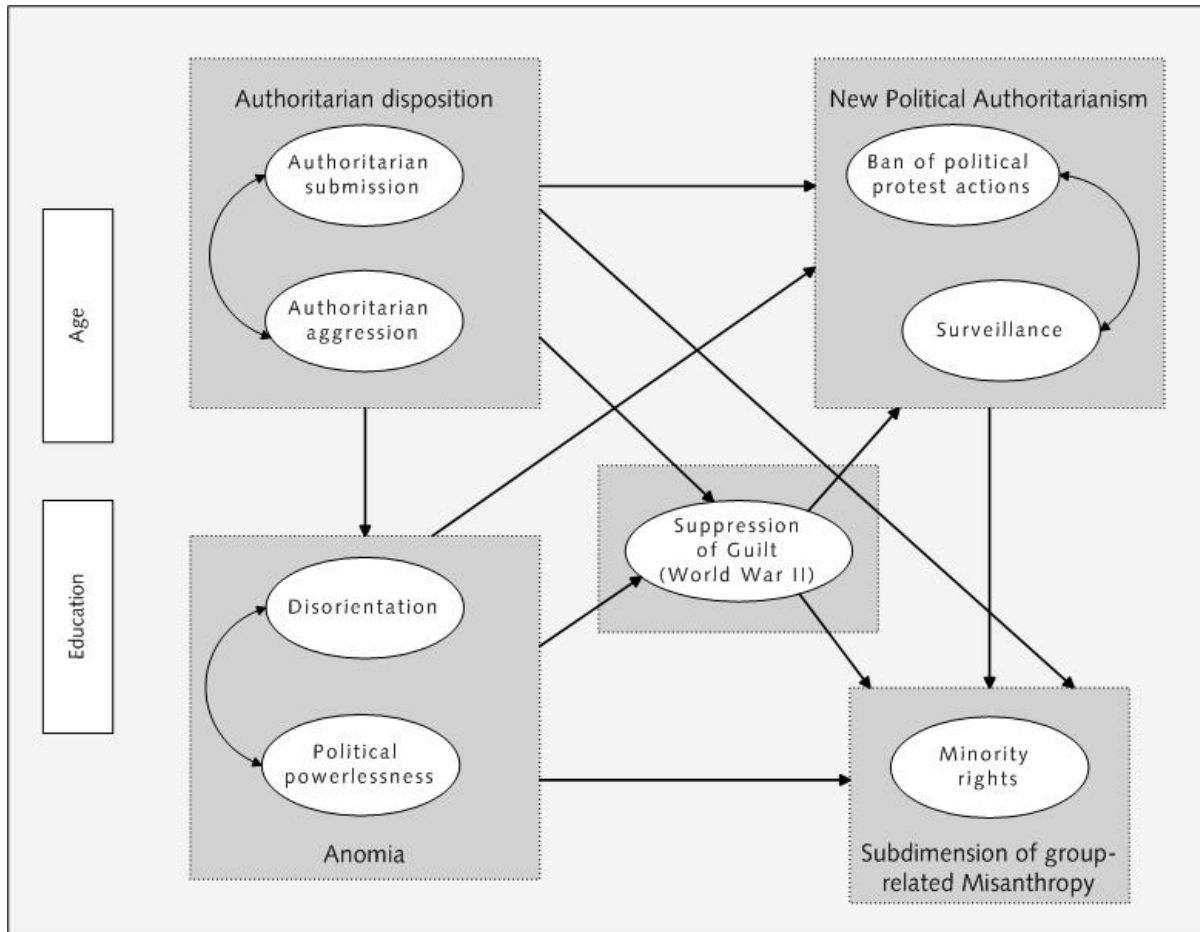 Authoritarian disposition
Authoritarian
submission
Authoritarian
aggression
New Political Authoritarianism
Ban of political
protest actions
Surveillance
Age
Education
Suppression
of Guilt
(World War II)
Disorientation
Political
powerlessness
Anomia
Minority
rights
Subdimension of group-
related Misanthropy